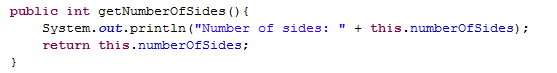 public int getNumberOfSides(){
    System.out.println("Number of sides: " + this.numberOfSides);
    return this.numberOfSides;
}